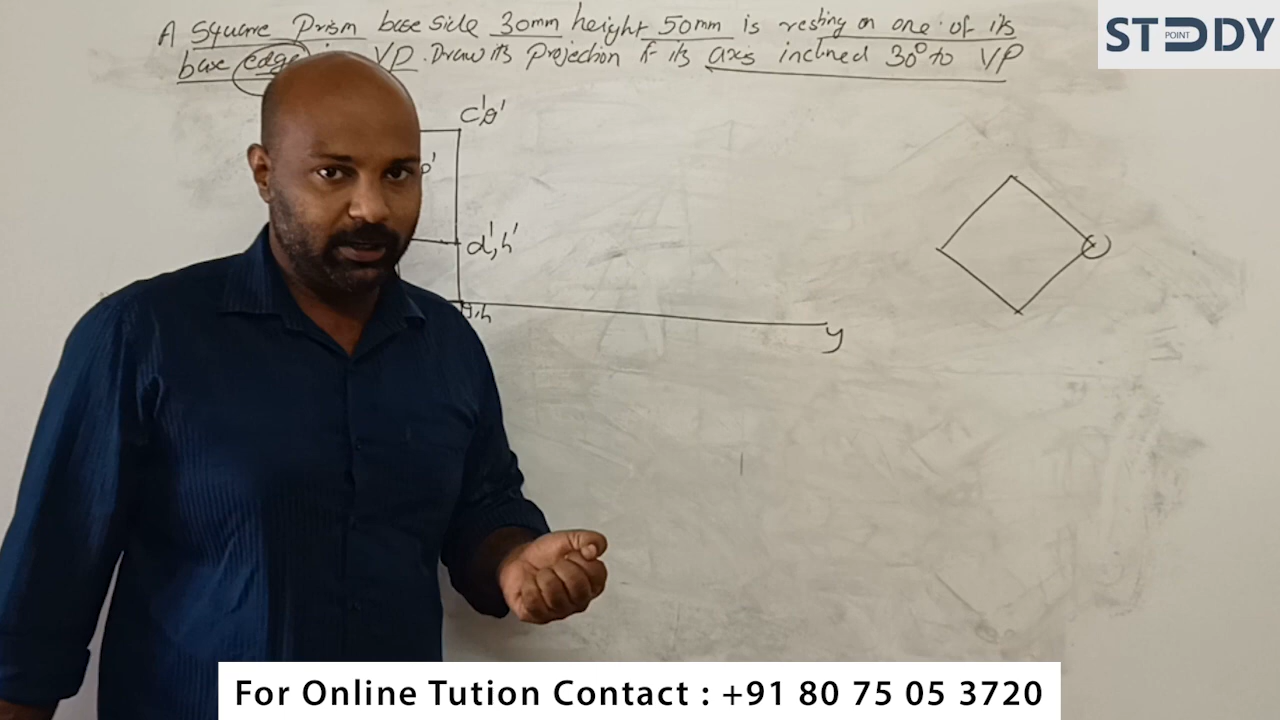 A Square Prism base side 30mm height 50mm is resting on one of its
base edge VP. Draw its Projection if its axis inclined 30° to VP
STUDY
POINT
c'
d', h'
y
For Online Tution Contact : +91 80 75 05 3720